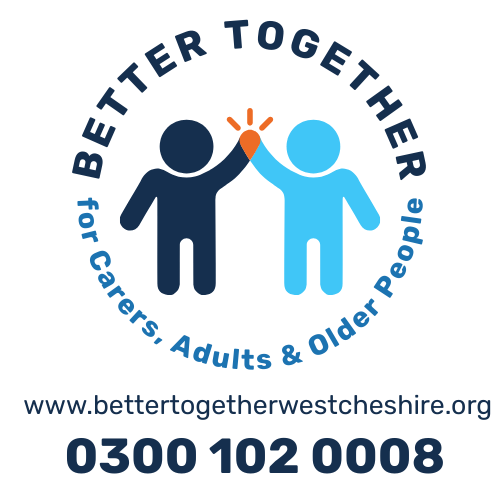 BETTER TOGETHER
for Carers, Adults & Older People
www.bettertogetherwestcheshire.org
0300 102 0008